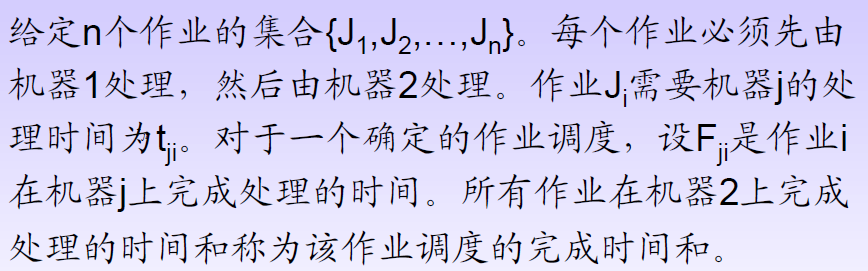 给定n个作业的集合{J1,J2,…,Jn}。每个作业必须先由
机器1处理，然后由机器2处理。作业Ji需要机器j的处
理时间为tji。对于一个确定的作业调度，设Fji是作业i
在机器j上完成处理的时间。所有作业在机器2上完成
处理的时间和称为该作业调度的完成时间和。